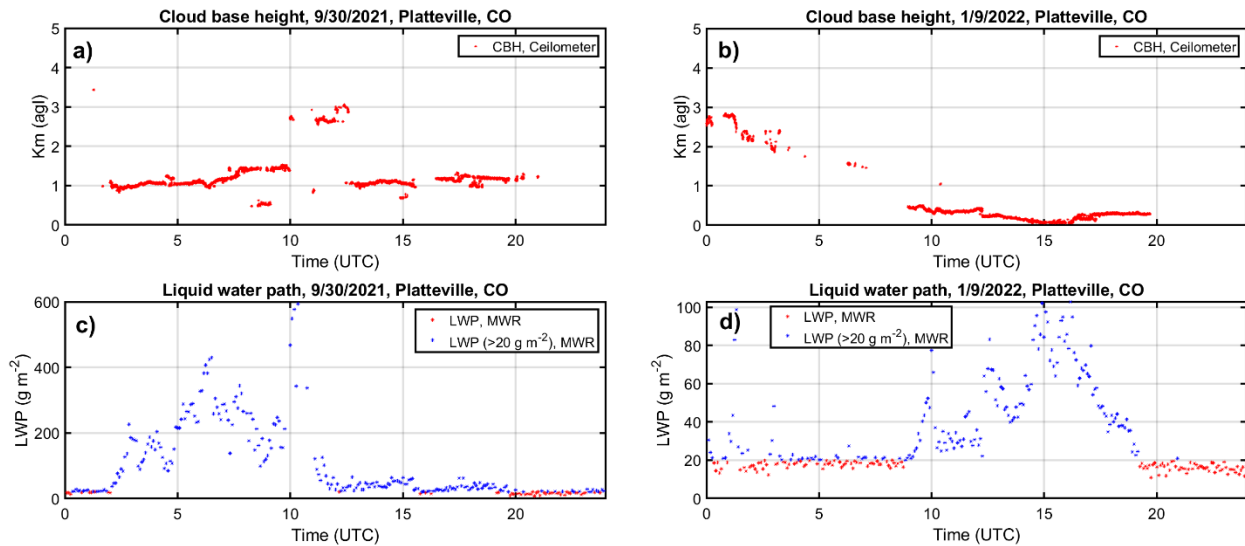 Cloud base height, 9/30/2021, Platteville, CO
a)
CBH, Ceilometer
5
4
3
2
1
0
Km (agl)
0 5 10 15 20
Time (UTC)
Cloud base height, 1/9/2022, Platteville, CO
b)
CBH, Ceilometer
5
4
3
2
1
0
Km (agl)
0 5 10 15 20
Time (UTC)
Liquid water path, 9/30/2021, Platteville, CO
c)
LWP, MWR
LWP (>20 g m⁻²), MWR
600
400
200
0
LWP (g m⁻²)
0 5 10 15 20
Time (UTC)
Liquid water path, 1/9/2022, Platteville, CO
d)
LWP, MWR
LWP (>20 g m⁻²), MWR
100
80
60
40
20
0
LWP (g m⁻²)
0 5 10 15 20
Time (UTC)